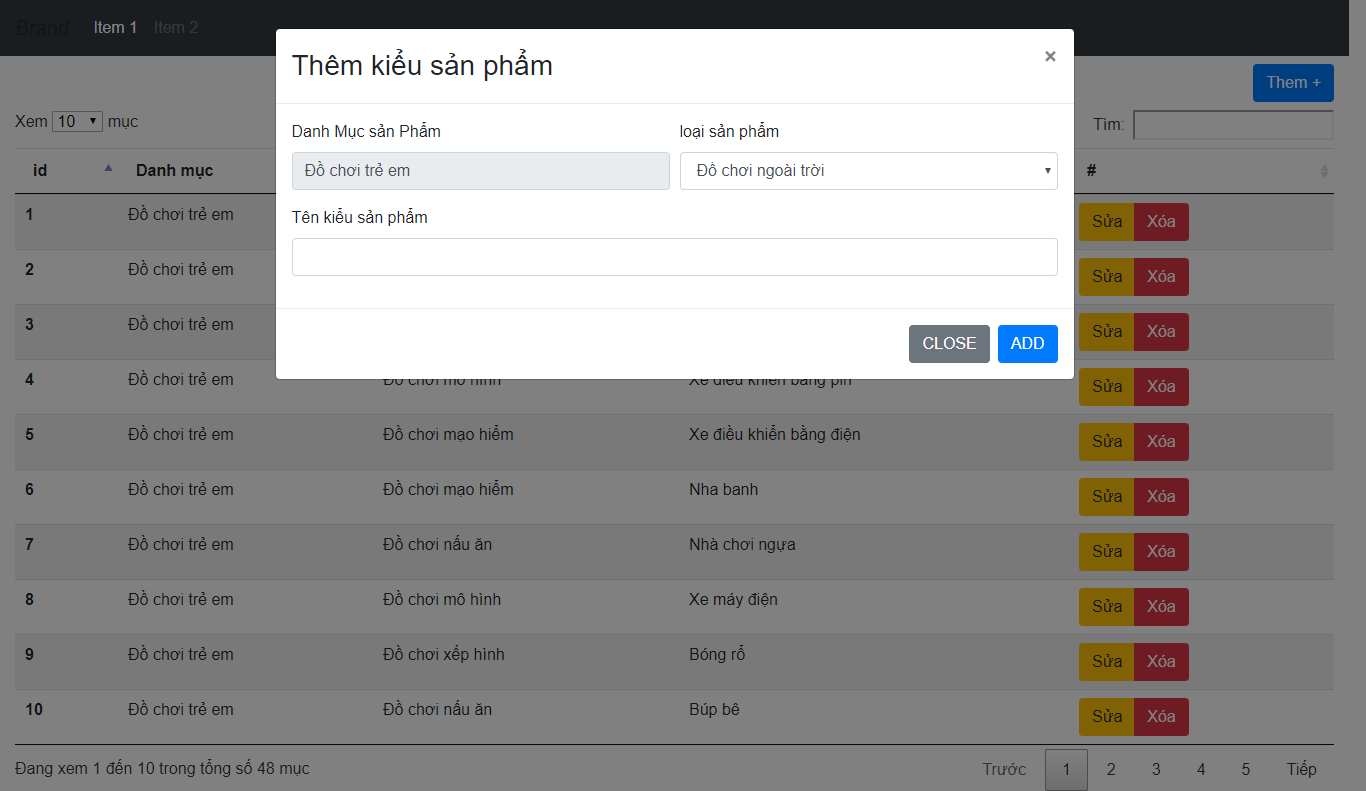 Brand Item 1 Item 2
Thêm kiểu sản phẩm ×
Them +
Xem 10 mục Tìm:
Danh Mục sản Phẩm loại sản phẩm
Đồ chơi trẻ em Đồ chơi ngoài trời
id Danh mục #
Tên kiểu sản phẩm
1 Đồ chơi trẻ em Sửa Xóa
2 Đồ chơi trẻ em Sửa Xóa
3 Đồ chơi trẻ em Sửa Xóa
CLOSE ADD
4 Đồ chơi trẻ em Đồ chơi mô hình Xe điều khiển bằng pin Sửa Xóa
5 Đồ chơi trẻ em Đồ chơi mạo hiểm Xe điều khiển bằng điện Sửa Xóa
6 Đồ chơi trẻ em Đồ chơi mạo hiểm Nha banh Sửa Xóa
7 Đồ chơi trẻ em Đồ chơi nấu ăn Nhà chơi ngựa Sửa Xóa
8 Đồ chơi trẻ em Đồ chơi mô hình Xe máy điện Sửa Xóa
9 Đồ chơi trẻ em Đồ chơi xếp hình Bóng rổ Sửa Xóa
10 Đồ chơi trẻ em Đồ chơi nấu ăn Búp bê Sửa Xóa
Đang xem 1 đến 10 trong tổng số 48 mục Trước 1 2 3 4 5 Tiếp